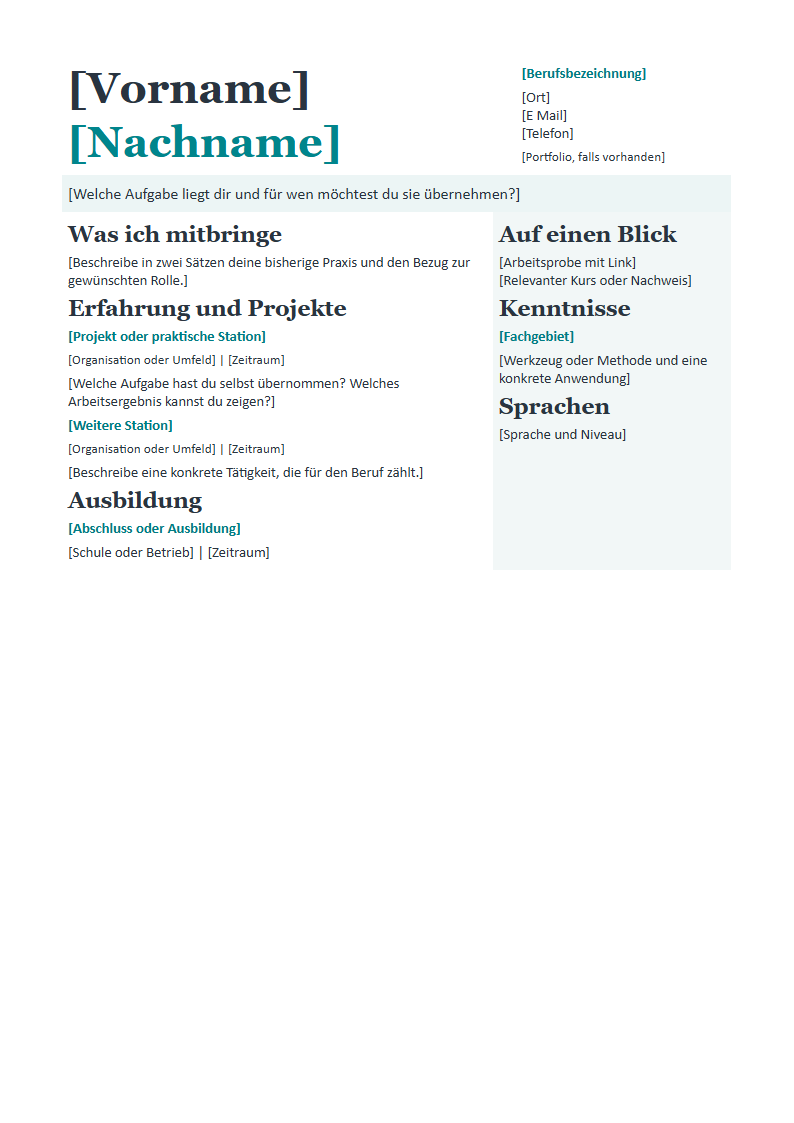 [Vorname]
[Nachname]
[Berufsbezeichnung]
[Ort]
[E Mail]
[Telefon]
[Portfolio, falls vorhanden]
[Welche Aufgabe liegt dir und für wen möchtest du sie übernehmen?]
Was ich mitbringe
[Beschreibe in zwei Sätzen deine bisherige Praxis und den Bezug zur
gewünschten Rolle.]
Erfahrung und Projekte
[Projekt oder praktische Station]
[Organisation oder Umfeld] | [Zeitraum]
[Welche Aufgabe hast du selbst übernommen? Welches
Arbeitsergebnis kannst du zeigen?]
[Weitere Station]
[Organisation oder Umfeld] | [Zeitraum]
[Beschreibe eine konkrete Tätigkeit, die für den Beruf zählt.]
Ausbildung
[Abschluss oder Ausbildung]
[Schule oder Betrieb] | [Zeitraum]
Auf einen Blick
[Arbeitsprobe mit Link]
[Relevanter Kurs oder Nachweis]
Kenntnisse
[Fachgebiet]
[Werkzeug oder Methode und eine
konkrete Anwendung]
Sprachen
[Sprache und Niveau]